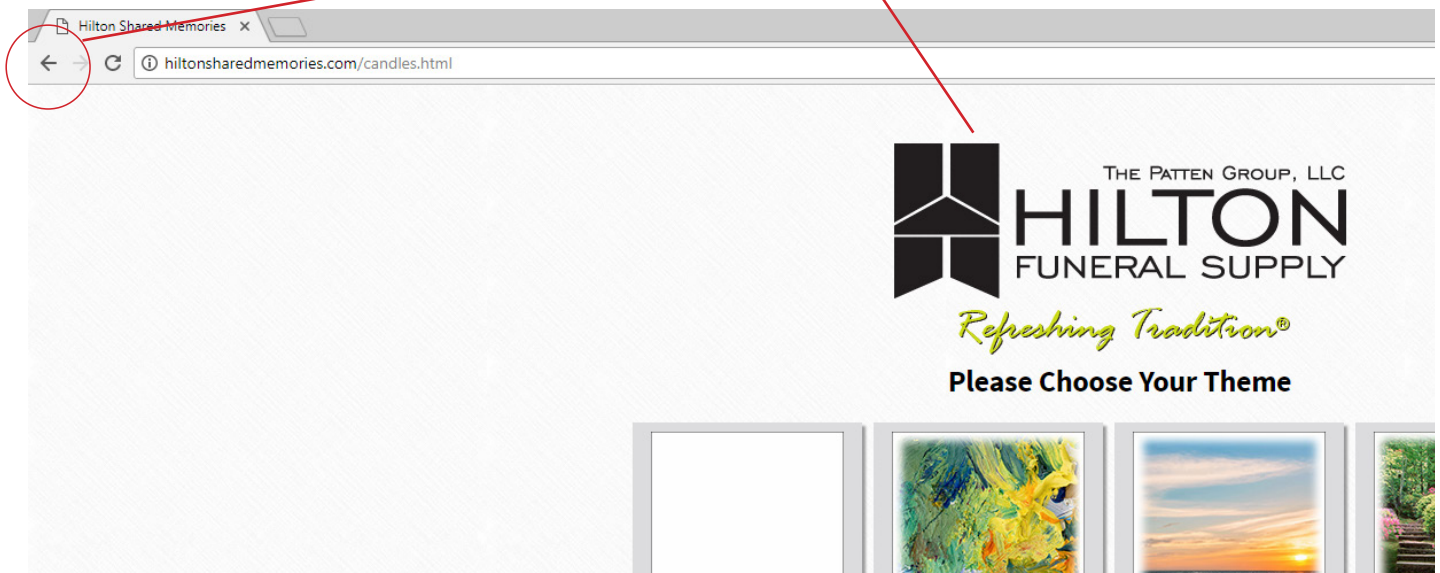 Hilton Shared Memories
hiltonsharedmemories.com/candles.html
THE PATTEN GROUP, LLC
HILTON
FUNERAL SUPPLY
Refreshing Tradition®
Please Choose Your Theme